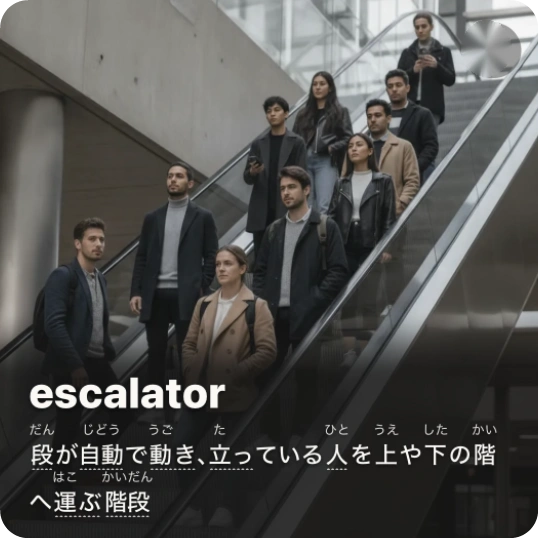 escalator
だん じどう うご た ひと うえ した かい
段が自動で動き、立っている人を上や下の階
はこ かいだん
へ運ぶ階段